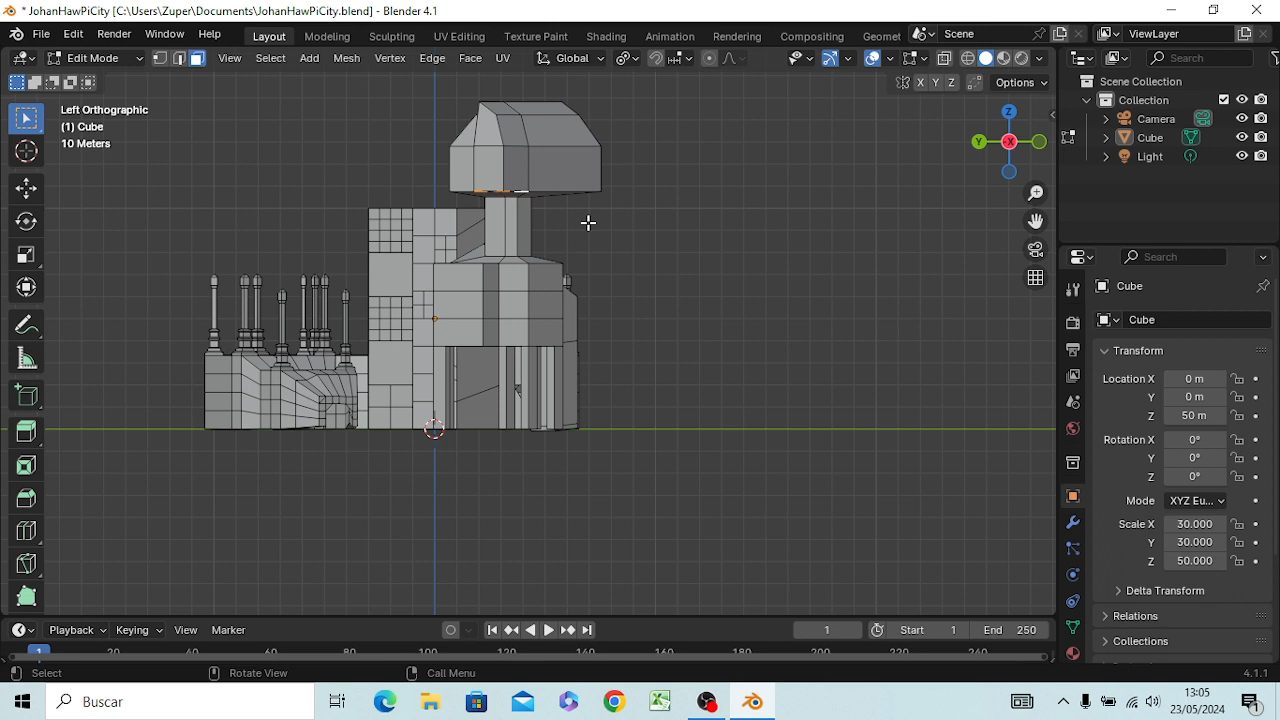 * JohanHawPiCity [C:\Users\Zuper\Documents\JohanHawPiCity.blend] - Blender 4.1
File Edit Render Window Help Layout Modeling Sculpting UV Editing Texture Paint Shading Animation Rendering Compositing Geomet Scene ViewLayer
Edit Mode View Select Add Mesh Vertex Edge Face UV Global Search
X Y Z Options
Scene Collection
Collection
Camera
Cube
Light
Left Orthographic
(1) Cube
10 Meters
Z
Y
X
Search
Cube
Cube
Transform
Location X 0 m
Y 0 m
Z 50 m
Rotation X 0°
Y 0°
Z 0°
Mode XYZ Eu...
Scale X 30.000
Y 30.000
Z 50.000
Delta Transform
Relations
Collections
Playback Keying View Marker 1 Start 1 End 250
1 20 40 60 80 100 120 140 160 180 200 220 240
Select Rotate View Call Menu 4.1.1
Buscar
13:05
23/05/2024
1